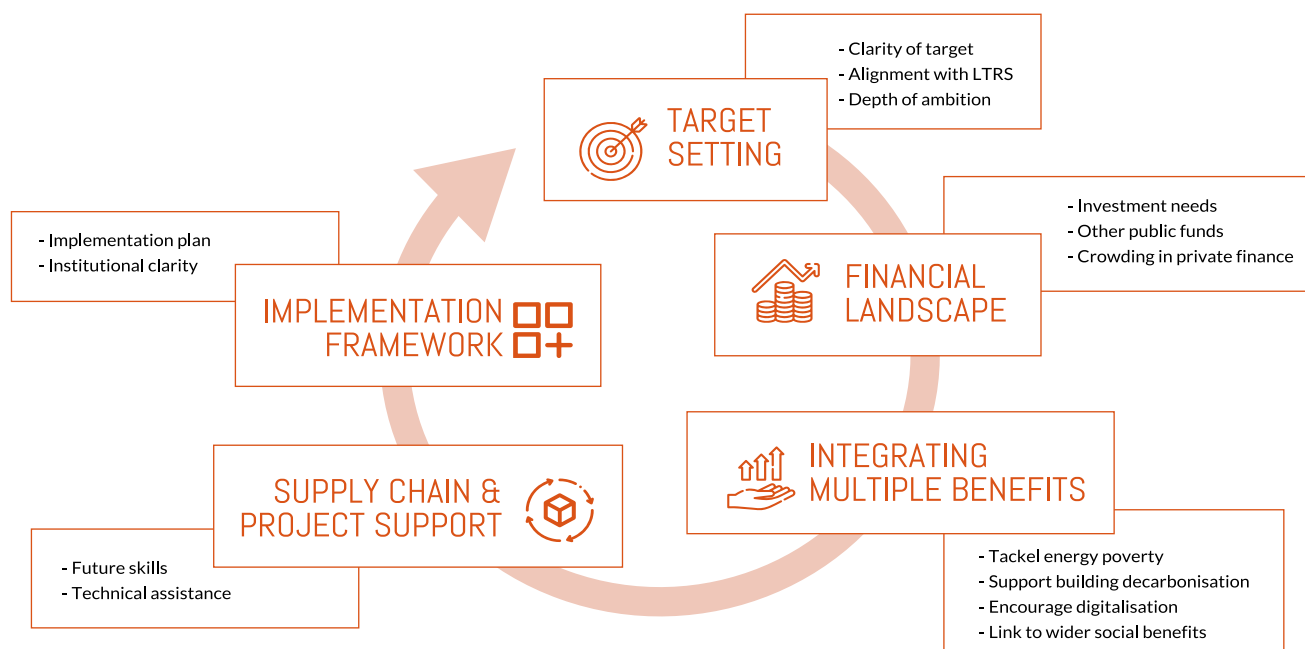 TARGET
SETTING
- Clarity of target
- Alignment with LTRS
- Depth of ambition
FINANCIAL
LANDSCAPE
- Investment needs
- Other public funds
- Crowding in private finance
INTEGRATING
MULTIPLE BENEFITS
- Tackel energy poverty
- Support building decarbonisation
- Encourage digitalisation
- Link to wider social benefits
SUPPLY CHAIN &
PROJECT SUPPORT
- Future skills
- Technical assistance
IMPLEMENTATION
FRAMEWORK
- Implementation plan
- Institutional clarity